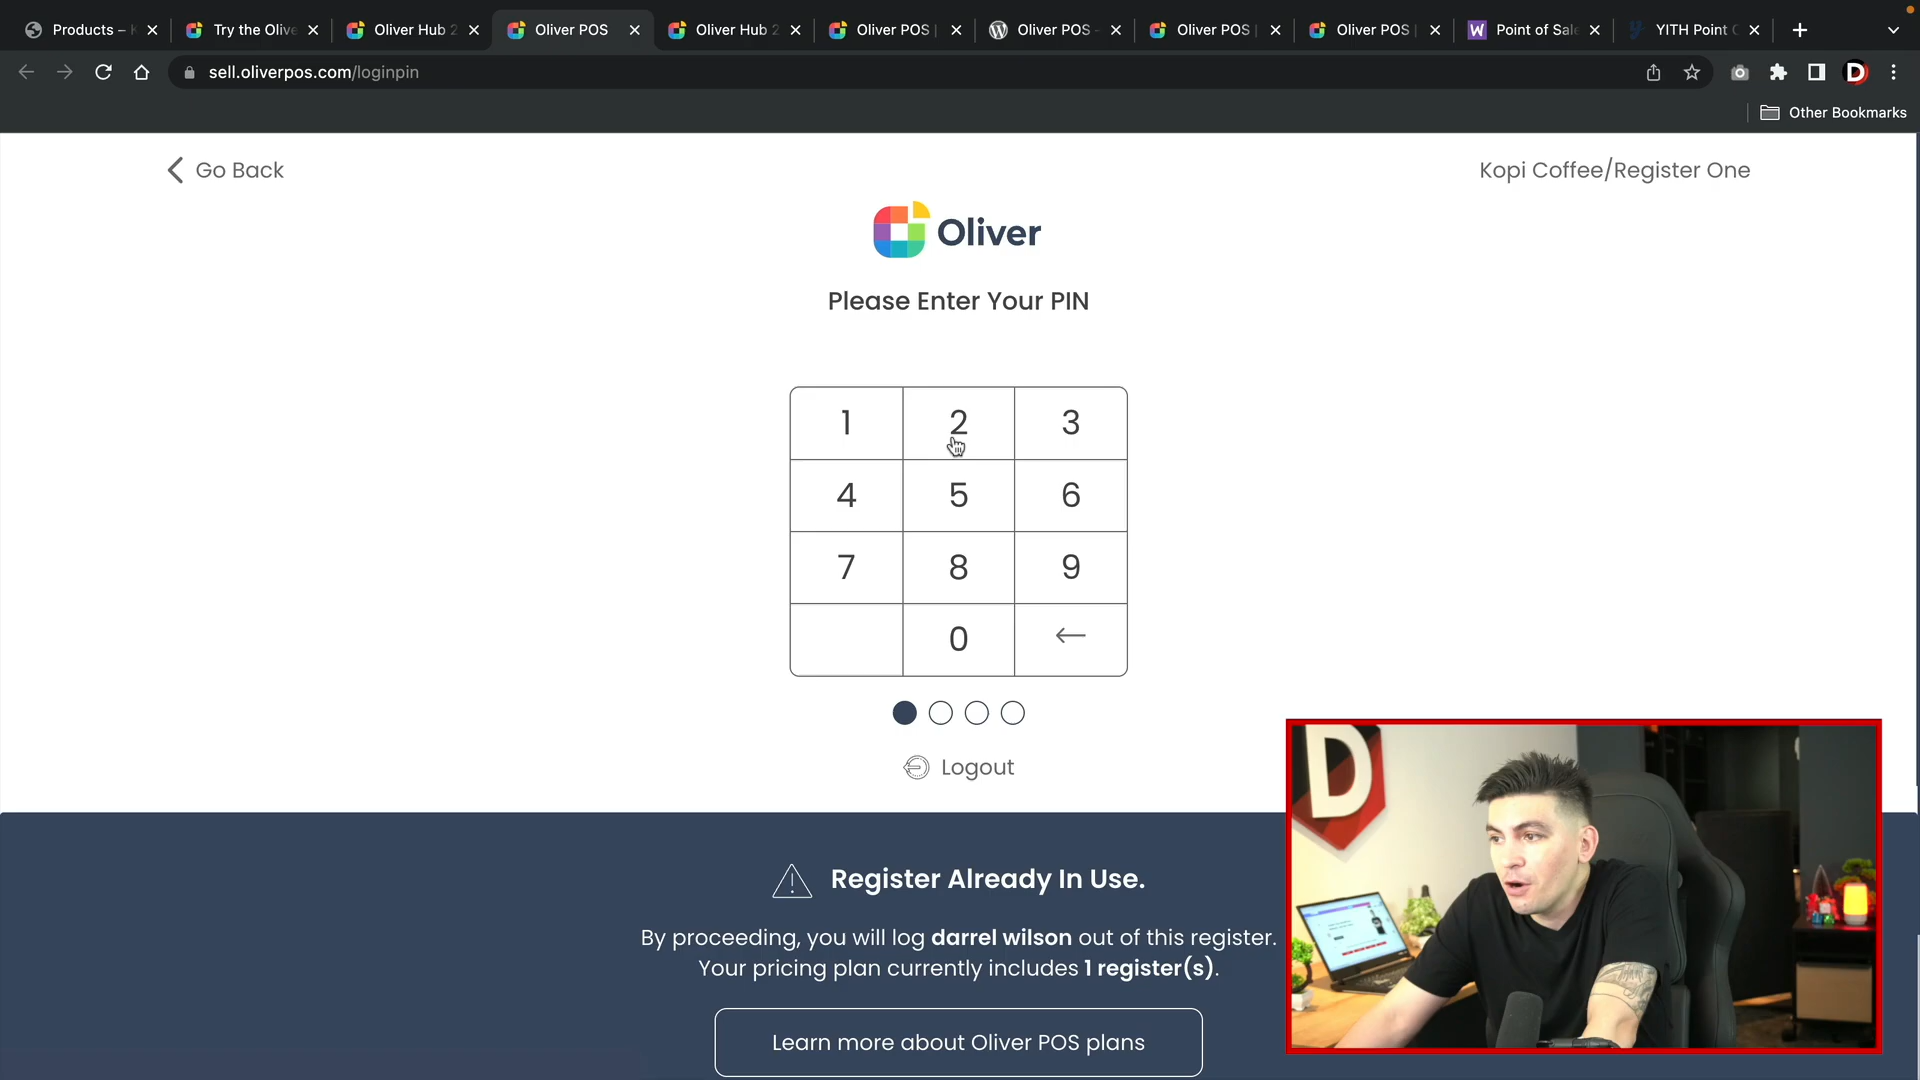 Products –
Try the Olive
Oliver Hub 2
Oliver POS
Oliver Hub 2
Oliver POS |
Oliver POS -
Oliver POS |
Oliver POS |
W
Point of Sale
YITH Point
sell.oliverpos.com/loginpin
D
Other Bookmarks
Go Back
Kopi Coffee/Register One
Oliver
Please Enter Your PIN
1 2 3
4 5 6
7 8 9
0
Logout
Register Already In Use.
By proceeding, you will log darrel wilson out of this register.
Your pricing plan currently includes 1 register(s).
Learn more about Oliver POS plans
D